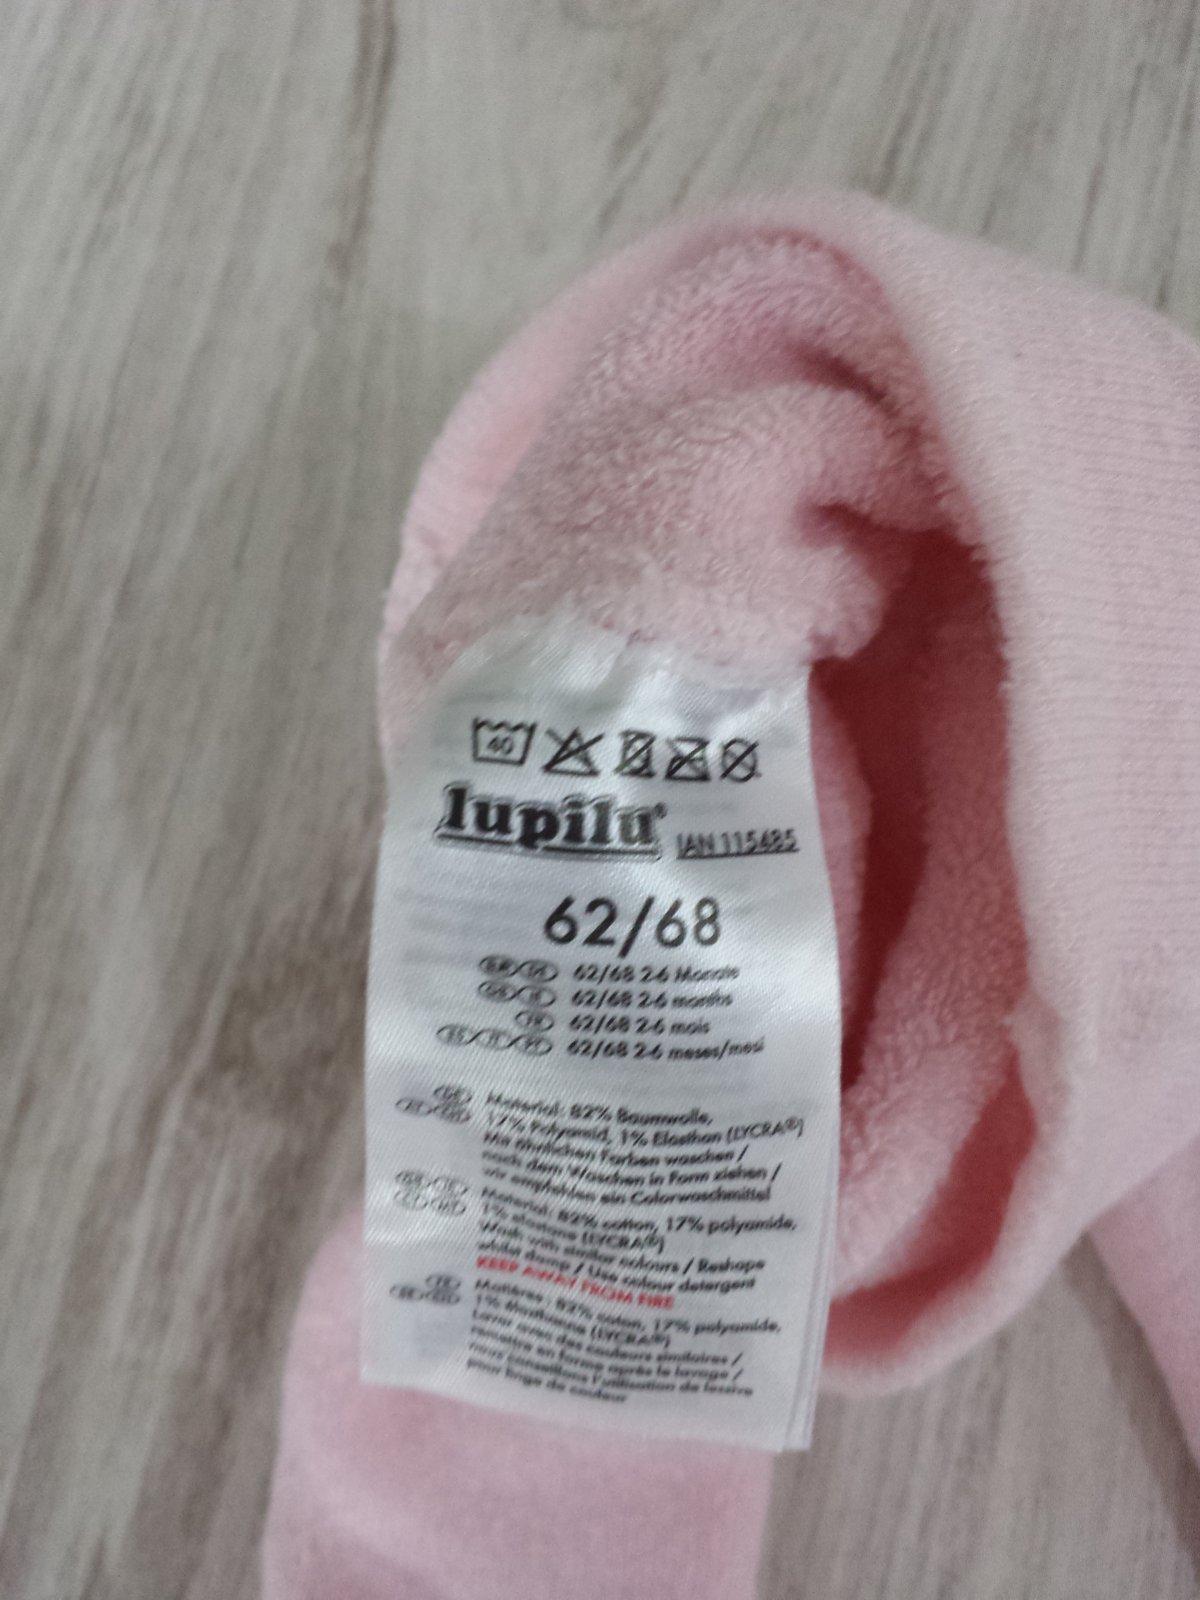 40
lupilu®
IAN 115485
62/68
62/68 2-6 Monate
62/68 2-6 months
62/68 2-6 mois
62/68 2-6 meses/mesi
Material: 82% Baumwolle,
17% Polyamid, 1% Elasthan (LYCRA®)
Mit ähnlichen Farben waschen /
nach dem Waschen in Form ziehen /
wir empfehlen ein Colorwaschmittel
Material: 82% cotton, 17% polyamide,
1% elastane (LYCRA®)
Wash with similar colours / Reshape
whilst damp / Use colour detergent
KEEP AWAY FROM FIRE
Matières: 82% coton, 17% polyamide,
1% élasthanne (LYCRA®)
Laver avec des couleurs similaires /
remettre en forme après le lavage /
nous conseillons l'utilisation de lessive
pour linge de couleur